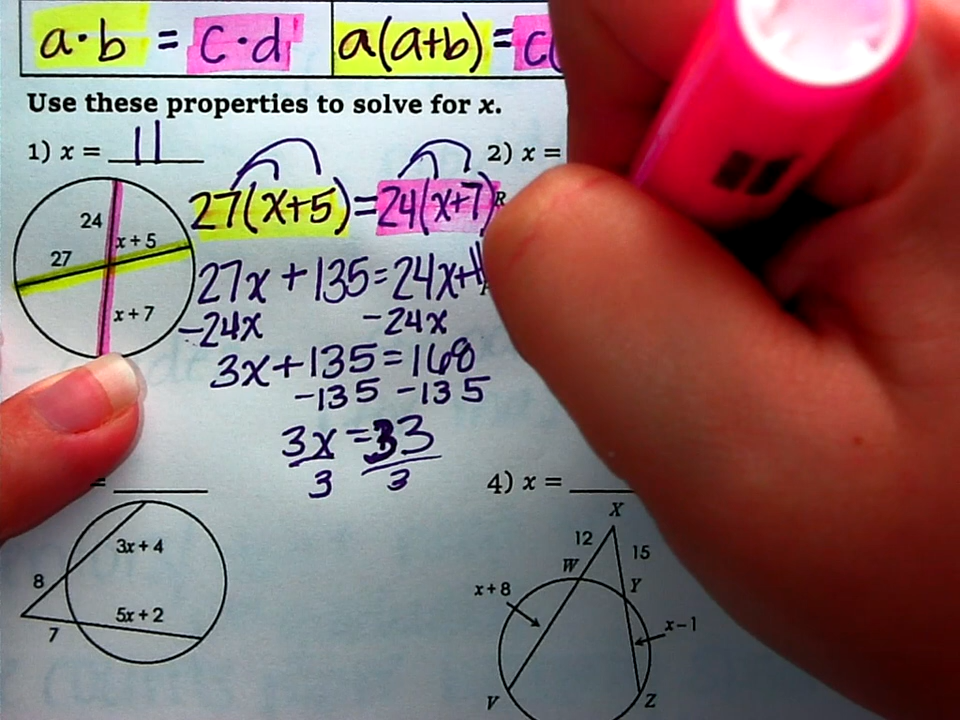 a·b = c·d a(a+b) = c(
Use these properties to solve for x.
1) x = 11
2) x =
24
x + 5
27
x + 7
27(x+5)=24(x+7)
R
27x + 135 = 24x +
-24x -24x
3x + 135 = 168
-135 -135
3x = 33
3 3
= ______
3x + 4
8
5x + 2
7
4) x = ____
X
12
15
W
Y
x + 8
x − 1
V
Z